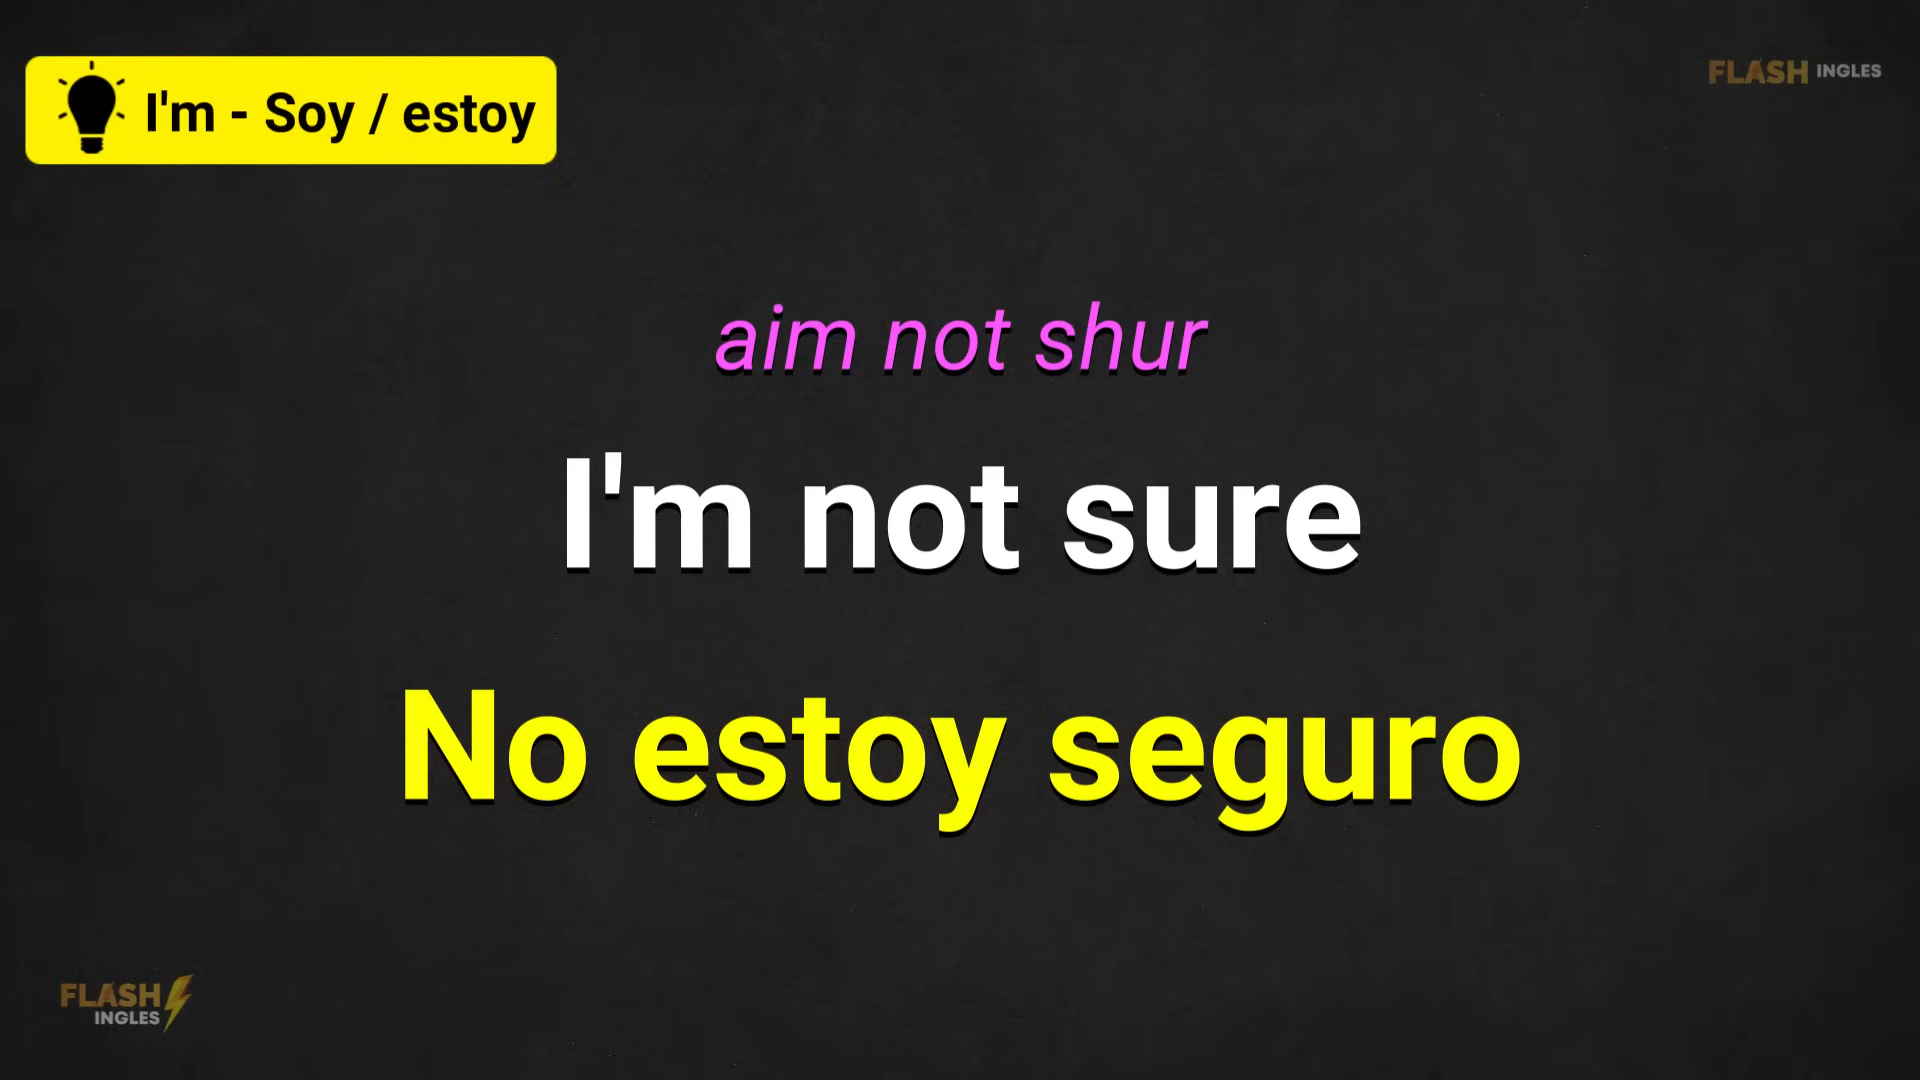 I'm - Soy / estoy
FLASH INGLES
aim not shur
I'm not sure
No estoy seguro
FLASH
INGLES